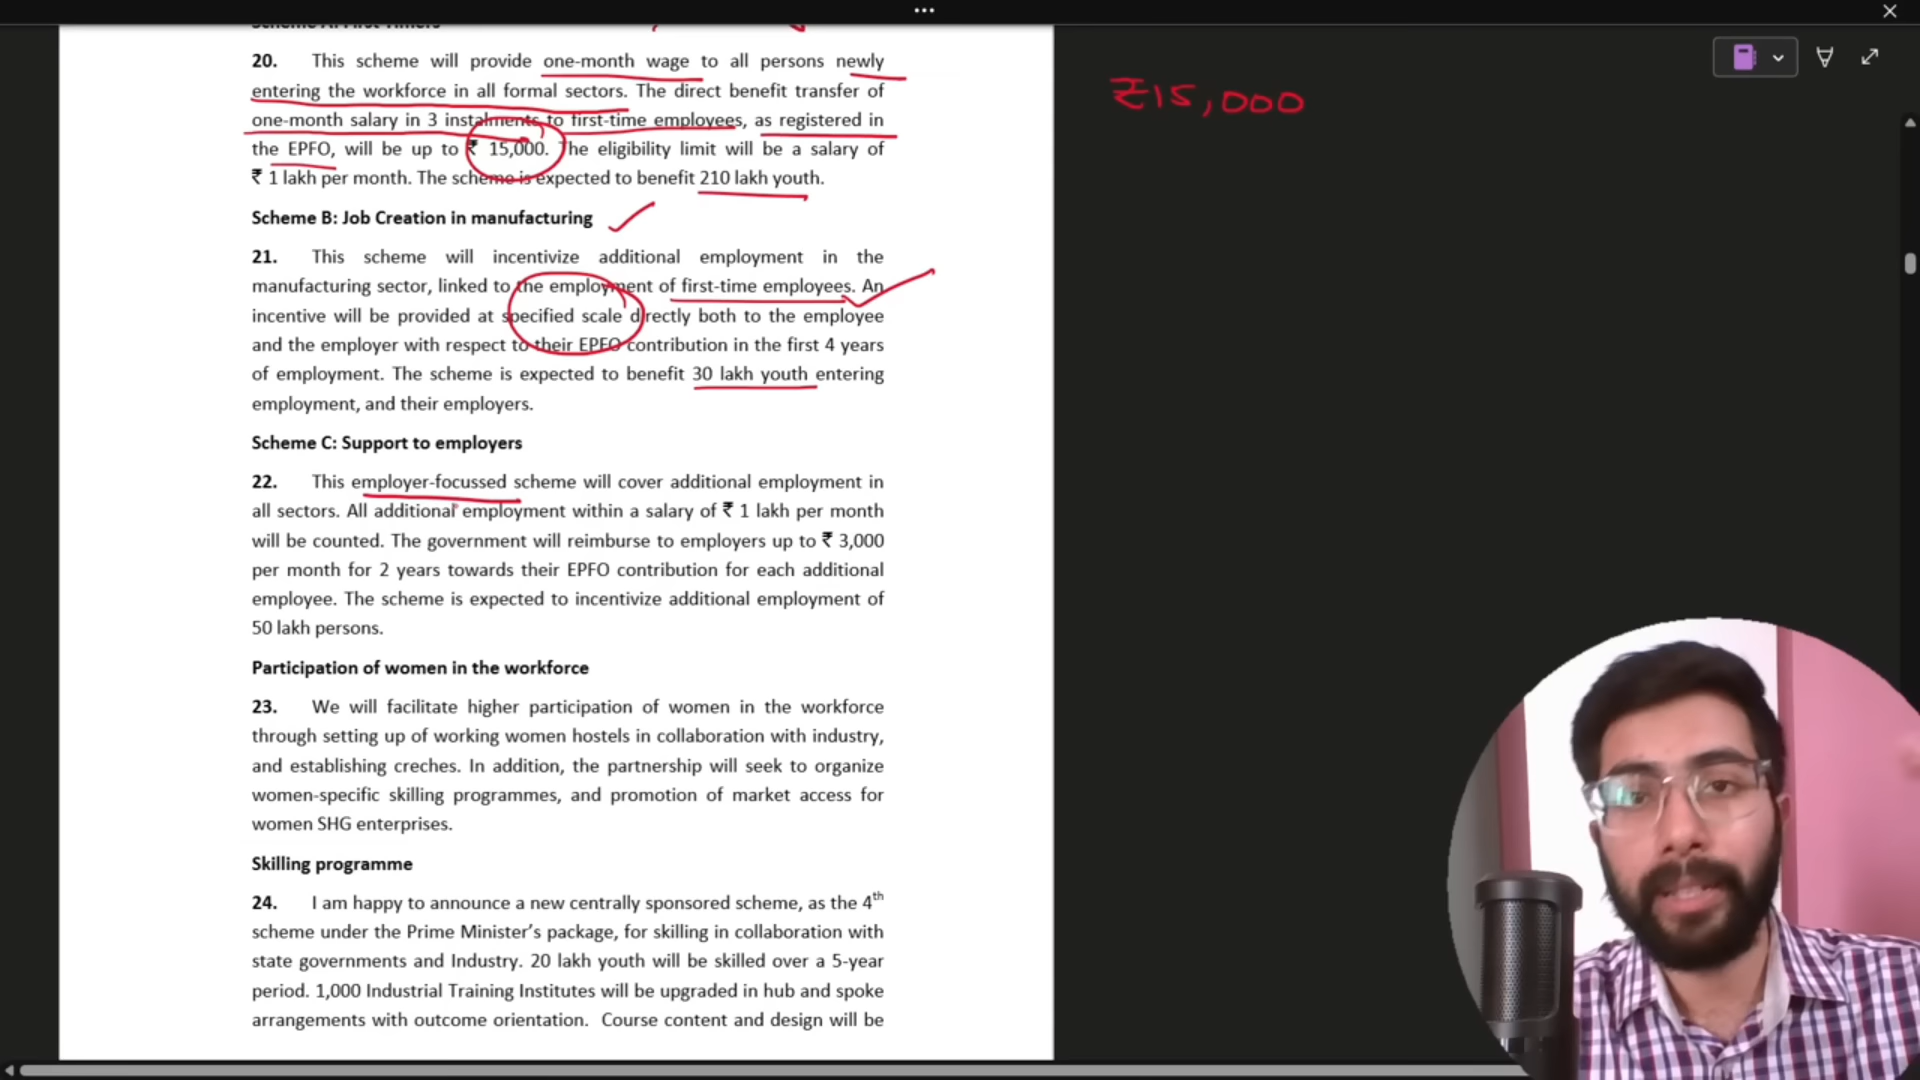 Scheme A: First Timers
20. This scheme will provide one-month wage to all persons newly
entering the workforce in all formal sectors. The direct benefit transfer of
one-month salary in 3 instalments to first-time employees, as registered in
the EPFO, will be up to ₹ 15,000. The eligibility limit will be a salary of
₹ 1 lakh per month. The scheme is expected to benefit 210 lakh youth.
Scheme B: Job Creation in manufacturing
21. This scheme will incentivize additional employment in the
manufacturing sector, linked to the employment of first-time employees. An
incentive will be provided at specified scale directly both to the employee
and the employer with respect to their EPFO contribution in the first 4 years
of employment. The scheme is expected to benefit 30 lakh youth entering
employment, and their employers.
Scheme C: Support to employers
22. This employer-focussed scheme will cover additional employment in
all sectors. All additional employment within a salary of ₹ 1 lakh per month
will be counted. The government will reimburse to employers up to ₹ 3,000
per month for 2 years towards their EPFO contribution for each additional
employee. The scheme is expected to incentivize additional employment of
50 lakh persons.
Participation of women in the workforce
23. We will facilitate higher participation of women in the workforce
through setting up of working women hostels in collaboration with industry,
and establishing creches. In addition, the partnership will seek to organize
women-specific skilling programmes, and promotion of market access for
women SHG enterprises.
Skilling programme
24. I am happy to announce a new centrally sponsored scheme, as the 4th
scheme under the Prime Minister’s package, for skilling in collaboration with
state governments and Industry. 20 lakh youth will be skilled over a 5-year
period. 1,000 Industrial Training Institutes will be upgraded in hub and spoke
arrangements with outcome orientation. Course content and design will be
₹15,000